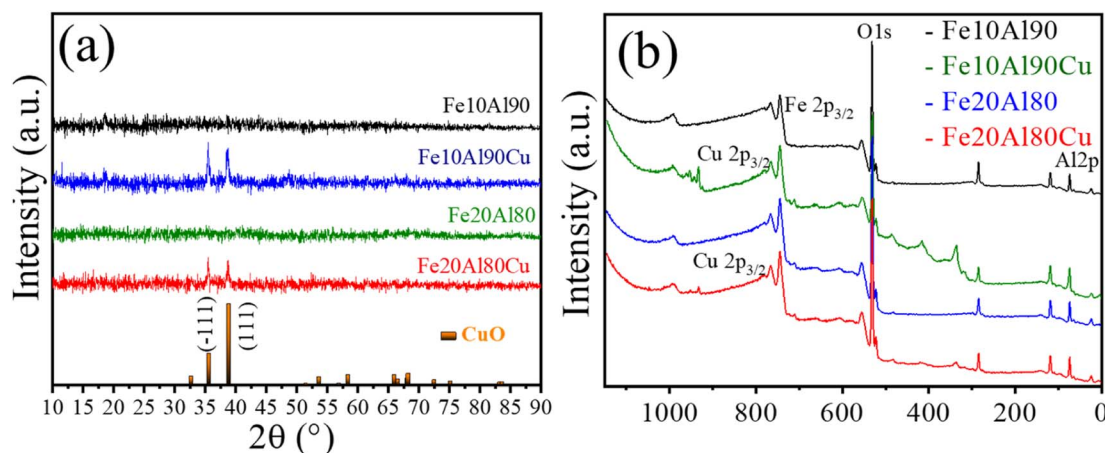 (a)
Intensity (a.u.)
Fe10Al90
Fe10Al90Cu
Fe20Al80
Fe20Al80Cu
(-111)
(111)
CuO
10 15 20 25 30 35 40 45 50 55 60 65 70 75 80 85 90
2θ (°)
(b)
Intensity (a.u.)
O1s
- Fe10Al90
- Fe10Al90Cu
- Fe20Al80
- Fe20Al80Cu
Fe 2p3/2
Cu 2p3/2
Al2p
Cu 2p3/2
1000 800 600 400 200 0